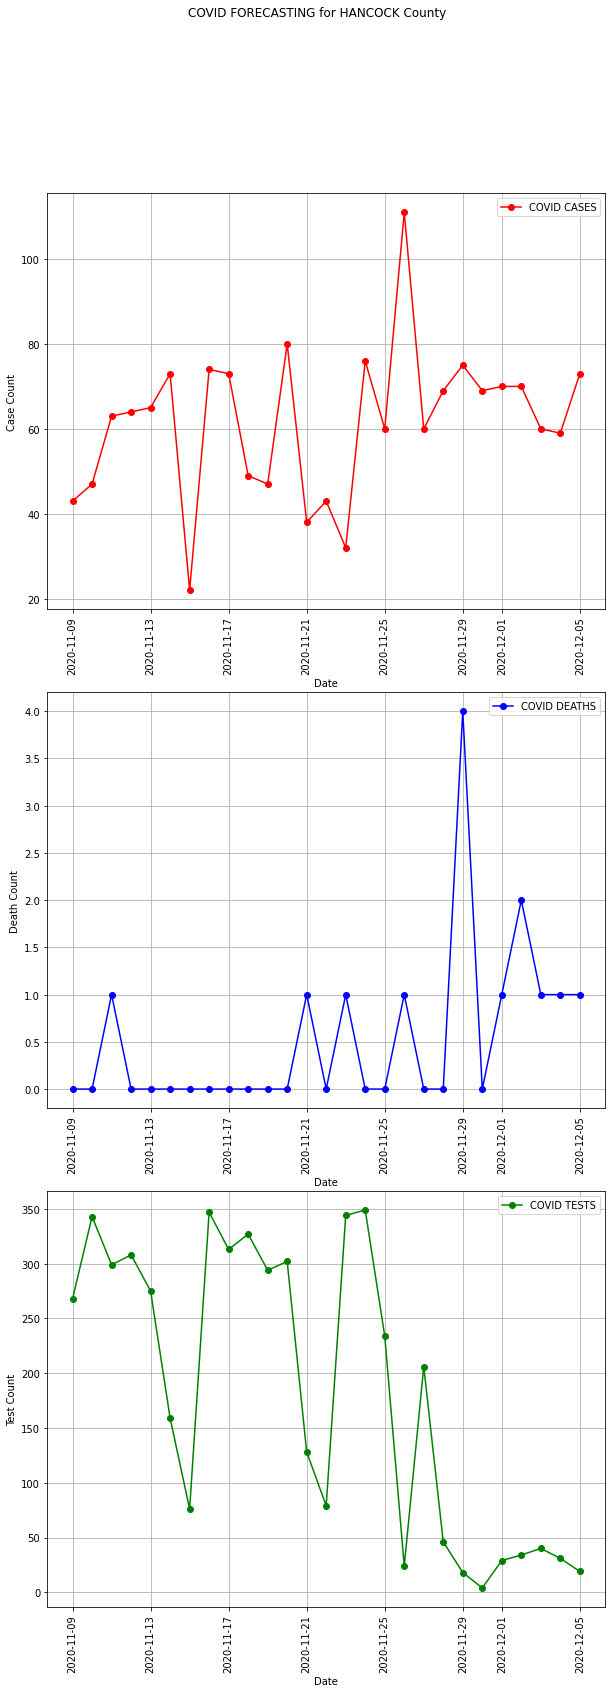 COVID FORECASTING for HANCOCK County
COVID CASES
100
80
60
40
20
Case Count
2020-11-09 2020-11-13 2020-11-17 2020-11-21 2020-11-25 2020-11-29 2020-12-01 2020-12-05
Date
COVID DEATHS
4.0
3.5
3.0
2.5
2.0
1.5
1.0
0.5
0.0
Death Count
2020-11-09 2020-11-13 2020-11-17 2020-11-21 2020-11-25 2020-11-29 2020-12-01 2020-12-05
Date
COVID TESTS
350
300
250
200
150
100
50
0
Test Count
2020-11-09 2020-11-13 2020-11-17 2020-11-21 2020-11-25 2020-11-29 2020-12-01 2020-12-05
Date